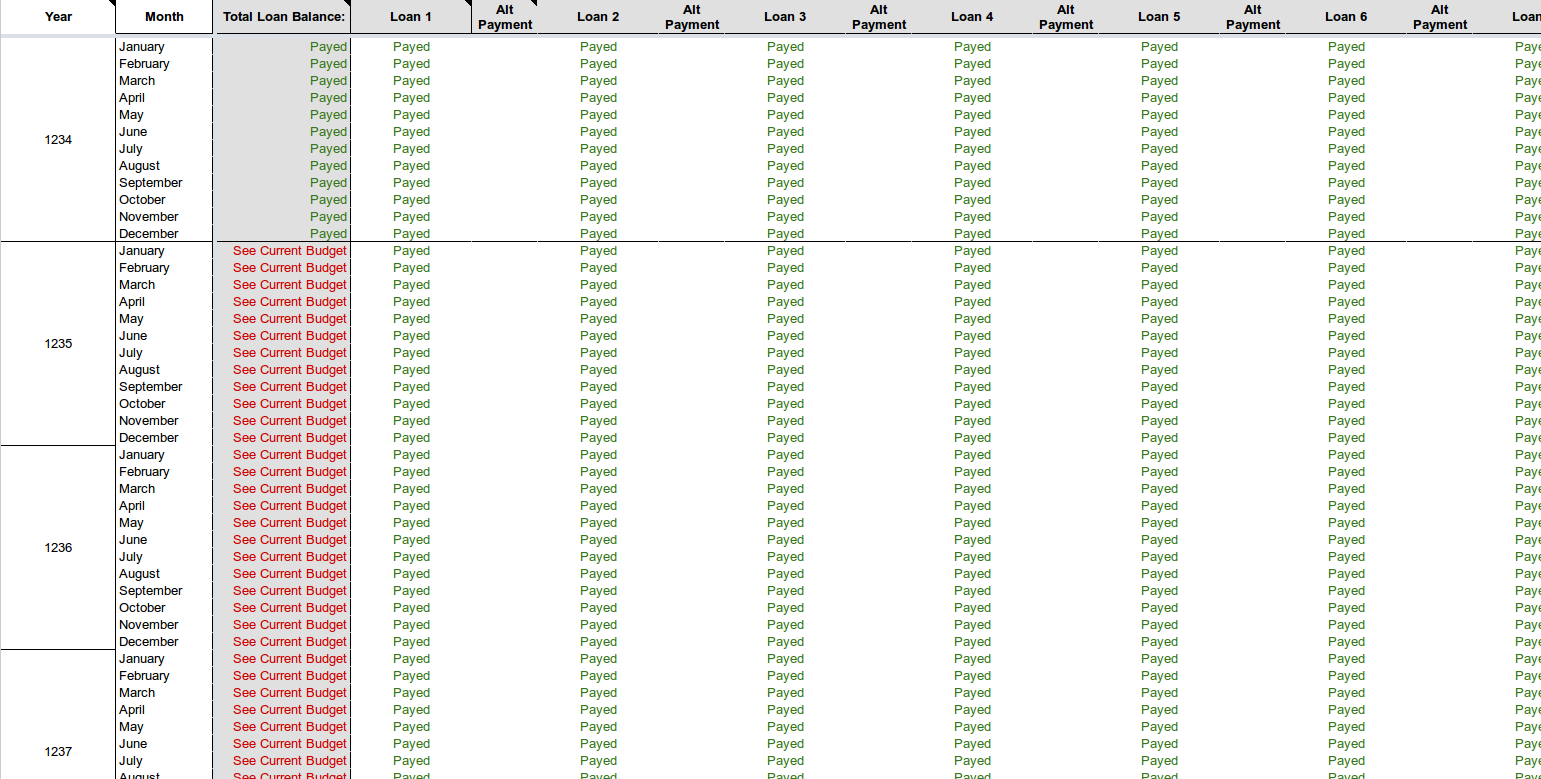 Year Month Total Loan Balance: Loan 1 Alt Payment Loan 2 Alt Payment Loan 3 Alt Payment Loan 4 Alt Payment Loan 5 Alt Payment Loan 6 Alt Payment Loan
January Payed Payed Payed Payed Payed Payed Payed Paye
February Payed Payed Payed Payed Payed Payed Payed Paye
March Payed Payed Payed Payed Payed Payed Payed Paye
April Payed Payed Payed Payed Payed Payed Payed Paye
May Payed Payed Payed Payed Payed Payed Payed Paye
June Payed Payed Payed Payed Payed Payed Payed Paye
1234
July Payed Payed Payed Payed Payed Payed Payed Paye
August Payed Payed Payed Payed Payed Payed Payed Paye
September Payed Payed Payed Payed Payed Payed Payed Paye
October Payed Payed Payed Payed Payed Payed Payed Paye
November Payed Payed Payed Payed Payed Payed Payed Paye
December Payed Payed Payed Payed Payed Payed Payed Paye
January See Current Budget Payed Payed Payed Payed Payed Payed Paye
February See Current Budget Payed Payed Payed Payed Payed Payed Paye
March See Current Budget Payed Payed Payed Payed Payed Payed Paye
April See Current Budget Payed Payed Payed Payed Payed Payed Paye
May See Current Budget Payed Payed Payed Payed Payed Payed Paye
June See Current Budget Payed Payed Payed Payed Payed Payed Paye
1235
July See Current Budget Payed Payed Payed Payed Payed Payed Paye
August See Current Budget Payed Payed Payed Payed Payed Payed Paye
September See Current Budget Payed Payed Payed Payed Payed Payed Paye
October See Current Budget Payed Payed Payed Payed Payed Payed Paye
November See Current Budget Payed Payed Payed Payed Payed Payed Paye
December See Current Budget Payed Payed Payed Payed Payed Payed Paye
January See Current Budget Payed Payed Payed Payed Payed Payed Paye
February See Current Budget Payed Payed Payed Payed Payed Payed Paye
March See Current Budget Payed Payed Payed Payed Payed Payed Paye
April See Current Budget Payed Payed Payed Payed Payed Payed Paye
May See Current Budget Payed Payed Payed Payed Payed Payed Paye
June See Current Budget Payed Payed Payed Payed Payed Payed Paye
1236
July See Current Budget Payed Payed Payed Payed Payed Payed Paye
August See Current Budget Payed Payed Payed Payed Payed Payed Paye
September See Current Budget Payed Payed Payed Payed Payed Payed Paye
October See Current Budget Payed Payed Payed Payed Payed Payed Paye
November See Current Budget Payed Payed Payed Payed Payed Payed Paye
December See Current Budget Payed Payed Payed Payed Payed Payed Paye
January See Current Budget Payed Payed Payed Payed Payed Payed Paye
February See Current Budget Payed Payed Payed Payed Payed Payed Paye
March See Current Budget Payed Payed Payed Payed Payed Payed Paye
April See Current Budget Payed Payed Payed Payed Payed Payed Paye
May See Current Budget Payed Payed Payed Payed Payed Payed Paye
June See Current Budget Payed Payed Payed Payed Payed Payed Paye
1237
July See Current Budget Payed Payed Payed Payed Payed Payed Paye
August See Current Budget Payed Payed Payed Payed Payed Payed Paye